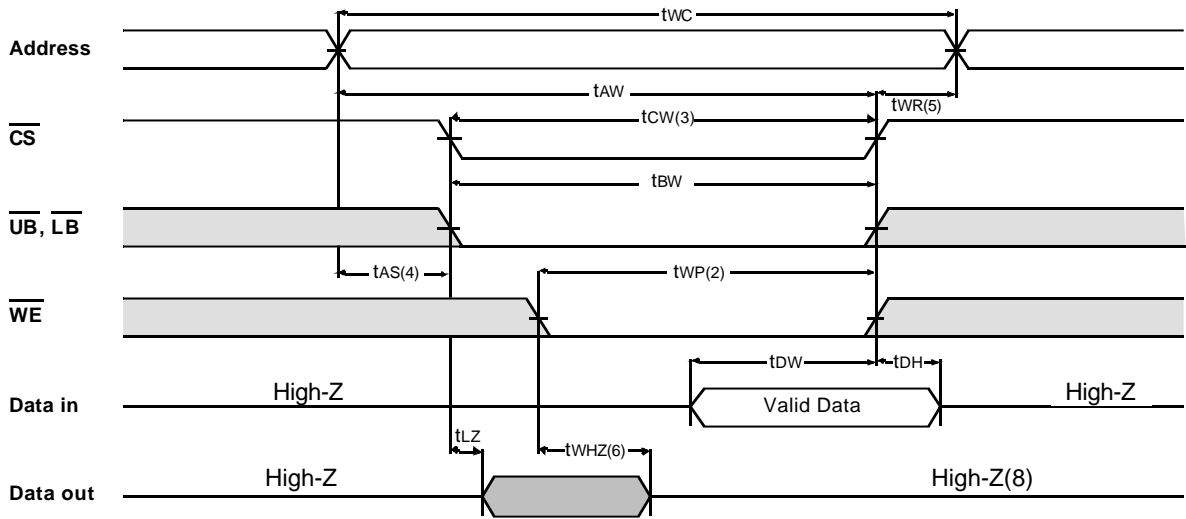 tWC
Address
tAW
tWR(5)
tCW(3)
CS
tBW
UB, LB
tAS(4)
tWP(2)
WE
tDW
tDH
High-Z
Valid Data
High-Z
Data in
tLZ
tWHZ(6)
High-Z
High-Z(8)
Data out